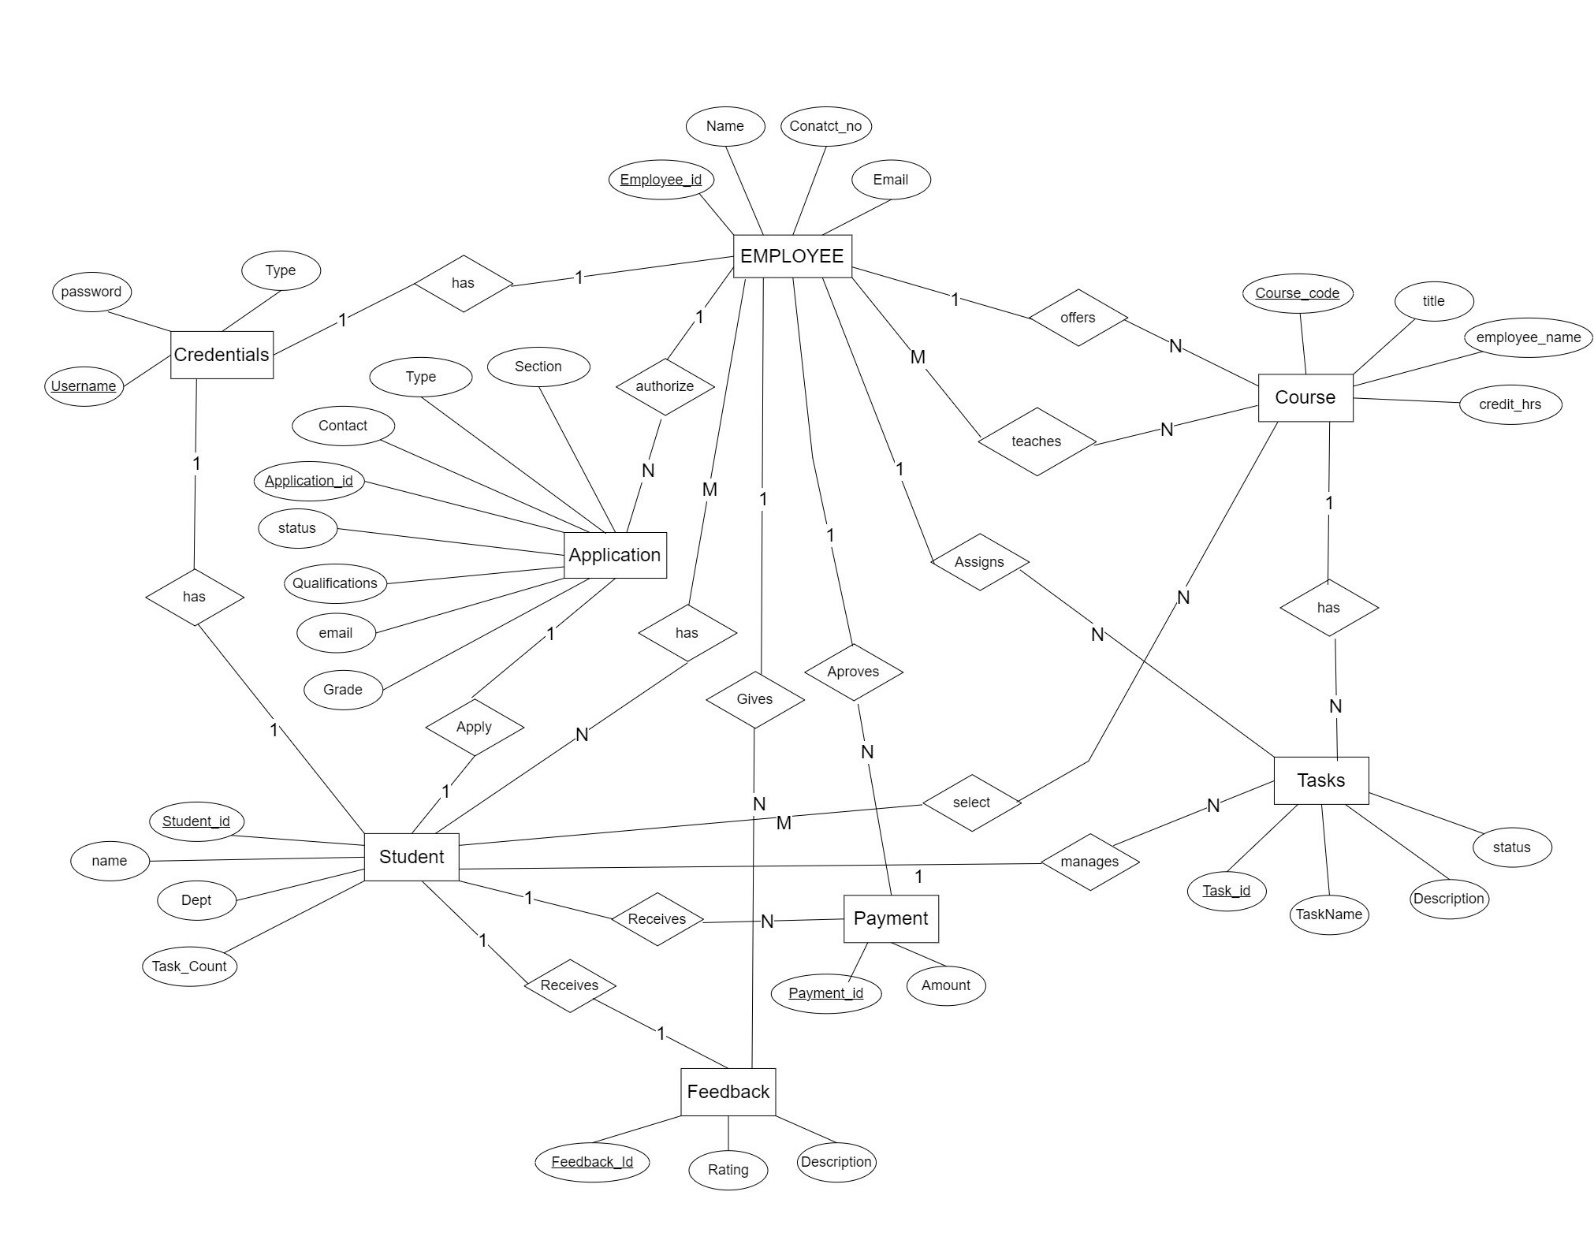 Name
Conatct_no
Employee_id
Email
EMPLOYEE
Type
password
has
1
1
Credentials
Username
1
offers
N
Course_code
title
employee_name
Course
credit_hrs
1
authorize
N
M
teaches
N
Section
Type
Contact
Application_id
status
Qualifications
email
Grade
Application
1
has
1
M
has
N
1
Gives
N
1
Aproves
N
1
Assigns
N
N
select
M
1
has
N
1
Apply
1
Tasks
N
manages
1
Task_id
TaskName
Description
status
Student_id
name
Dept
Task_Count
Student
1
Receives
N
Payment
Payment_id
Amount
1
Receives
1
Feedback
Feedback_Id
Rating
Description